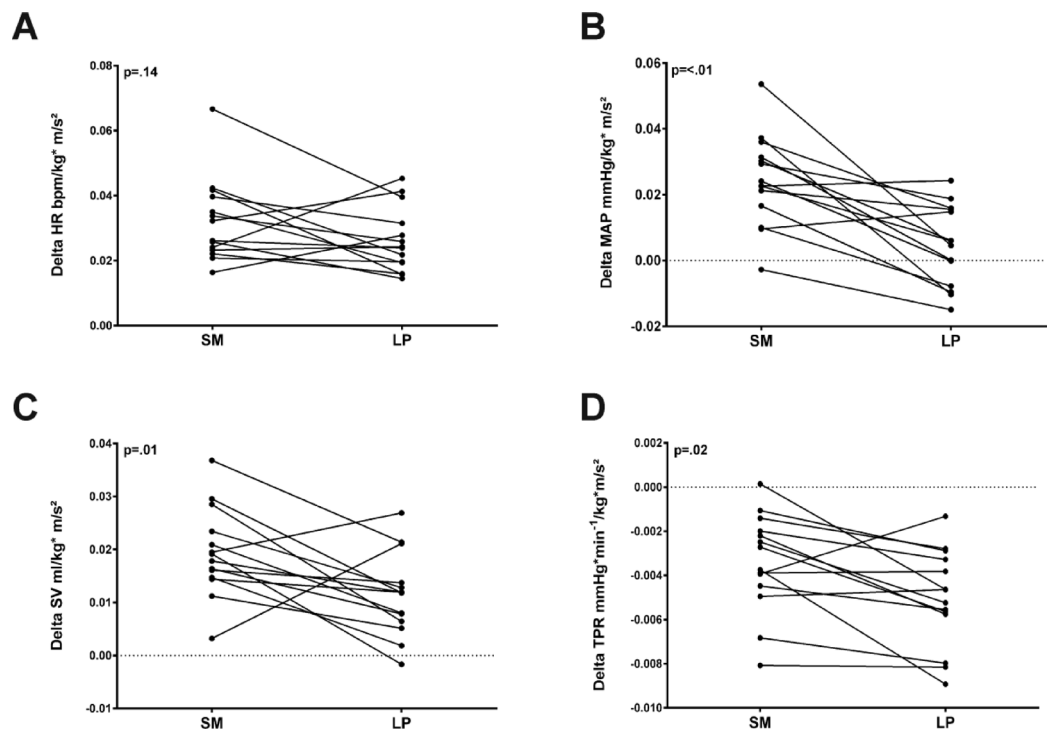 A
p=.14
Delta HR bpm/kg* m/s²
0.08
0.06
0.04
0.02
0.00
SM LP
B
p=<.01
Delta MAP mmHg/kg* m/s²
0.06
0.04
0.02
0.00
-0.02
SM LP
C
p=.01
Delta SV ml/kg* m/s²
0.04
0.03
0.02
0.01
0.00
-0.01
SM LP
D
p=.02
Delta TPR mmHg*min⁻¹/kg*m/s²
0.002
0.000
-0.002
-0.004
-0.006
-0.008
-0.010
SM LP